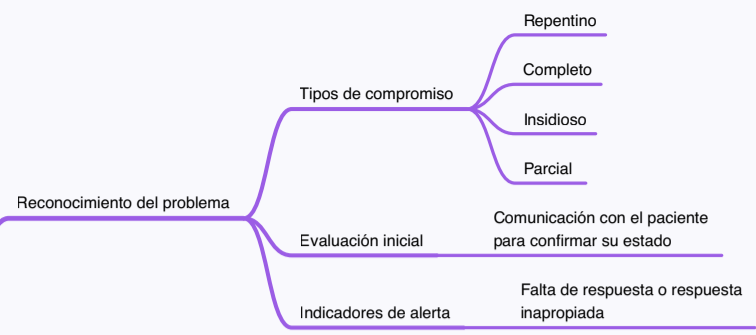 Reconocimiento del problema
Tipos de compromiso
Repentino
Completo
Insidioso
Parcial
Evaluación inicial
Comunicación con el paciente
para confirmar su estado
Indicadores de alerta
Falta de respuesta o respuesta
inapropiada